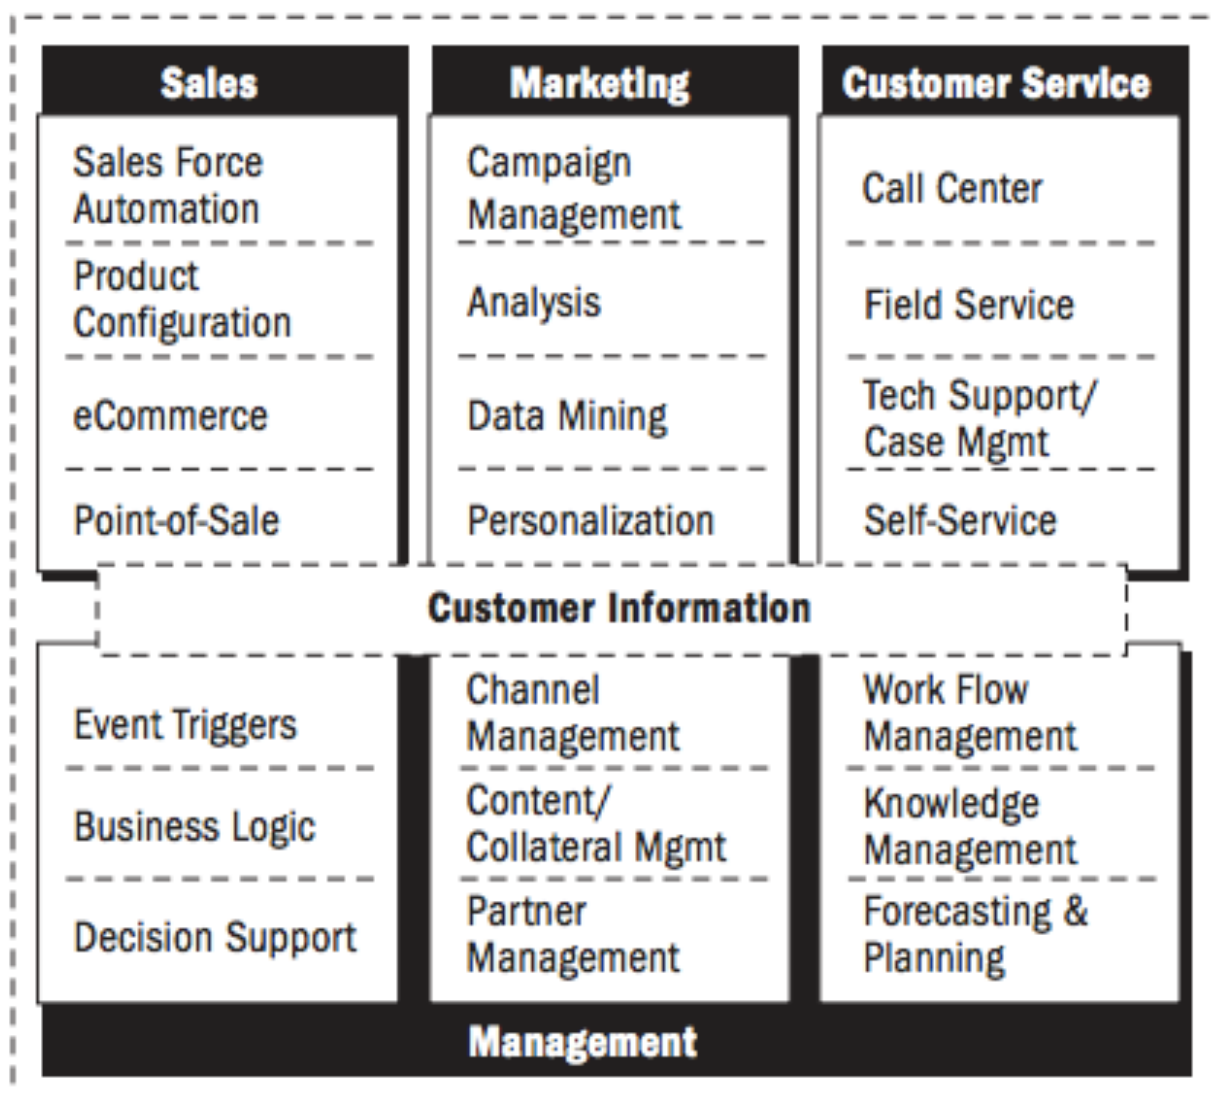 Sales
Sales Force
Automation
Product
Configuration
eCommerce
Point-of-Sale
Marketing
Campaign
Management
Analysis
Data Mining
Personalization
Customer Service
Call Center
Field Service
Tech Support/
Case Mgmt
Self-Service
Customer Information
Event Triggers
Business Logic
Decision Support
Channel
Management
Content/
Collateral Mgmt
Partner
Management
Work Flow
Management
Knowledge
Management
Forecasting &
Planning
Management